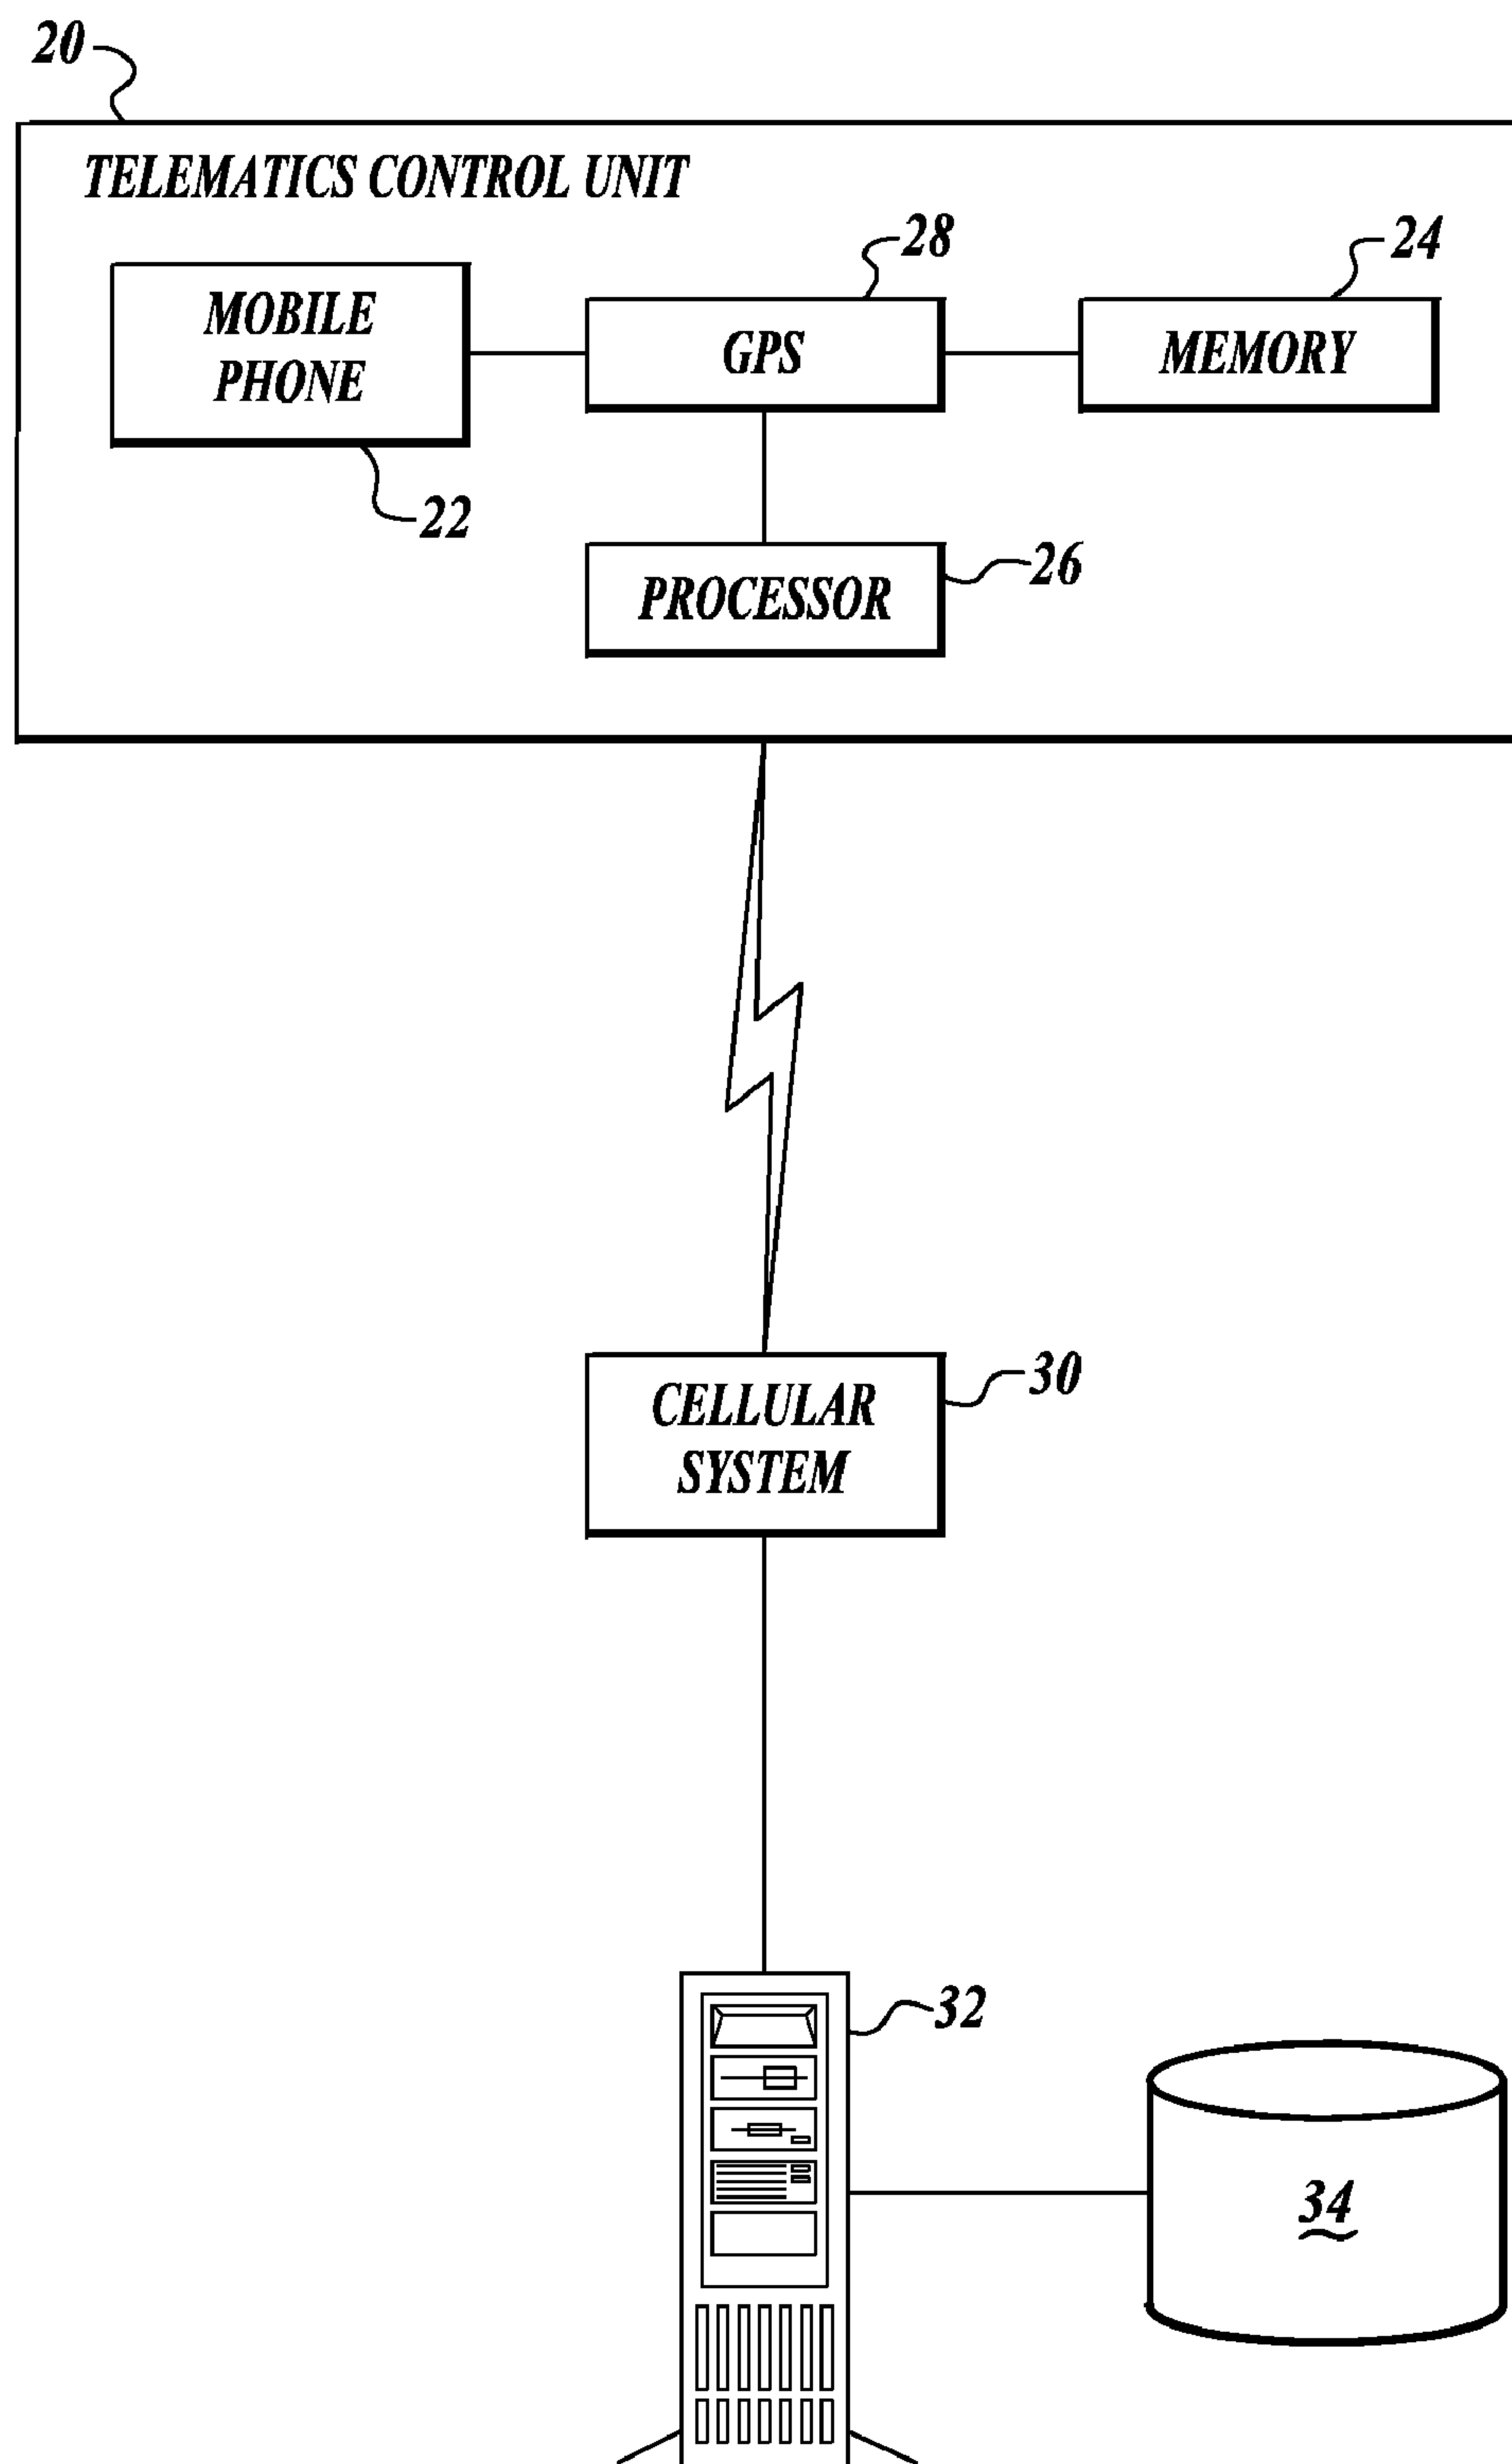 20
TELEMATICS CONTROL UNIT
28
24
MOBILE
PHONE
GPS
MEMORY
22
26
PROCESSOR
30
CELLULAR
SYSTEM
32
34